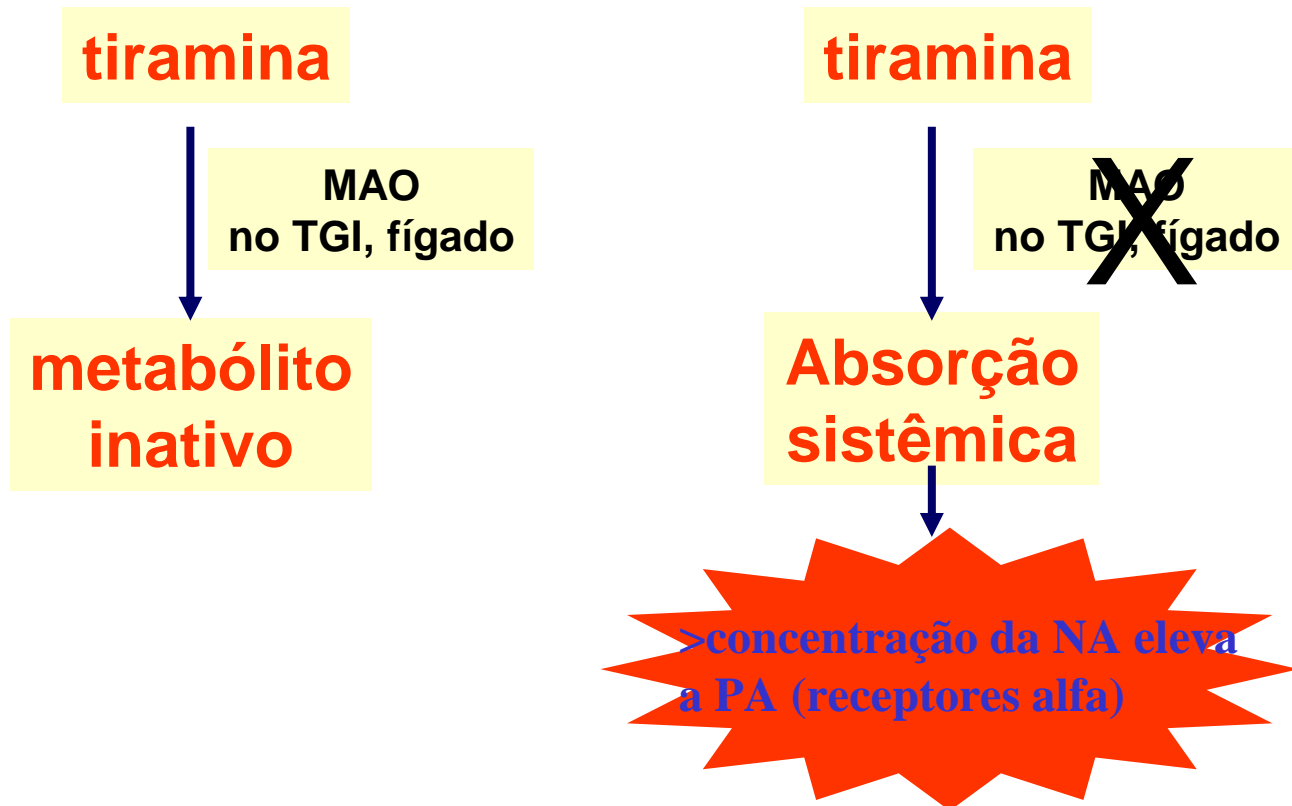 tiramina
MAO
no TGI, fígado
metabólito
inativo
tiramina
MAO
no TGI, fígado
X
Absorção
sistêmica
>concentração da NA eleva
a PA (receptores alfa)